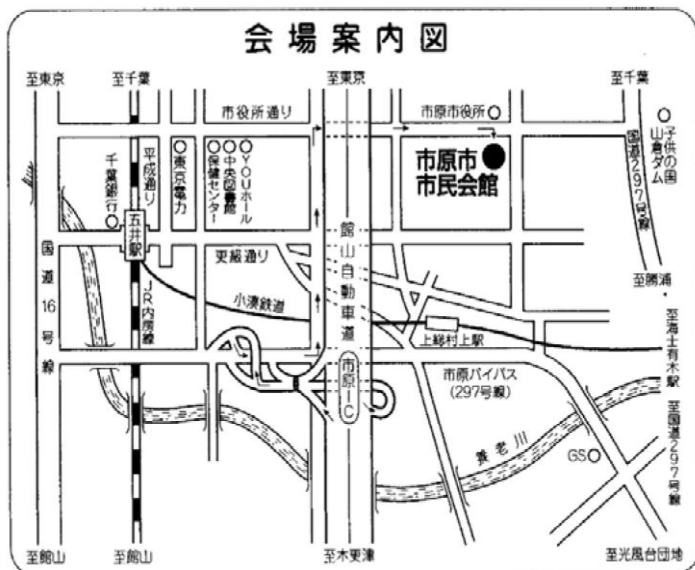 会場案内図
至東京
至千葉
至東京
至千葉
市役所通り
市原市役所
子供の国
山倉ダム
国道297号線
千葉銀行
平成通り
東京電力
保健センター
中央図書館
YOUホール
市原市
市民会館
五井駅
更級通り
館山自動車道
国道16号線
JR内房線
小湊鉄道
上総村上駅
至勝浦
至海士有木駅
市原IC
市原バイパス
(297号線)
至国道297号線
養老川
GS
至館山
至館山
至木更津
至光風台団地